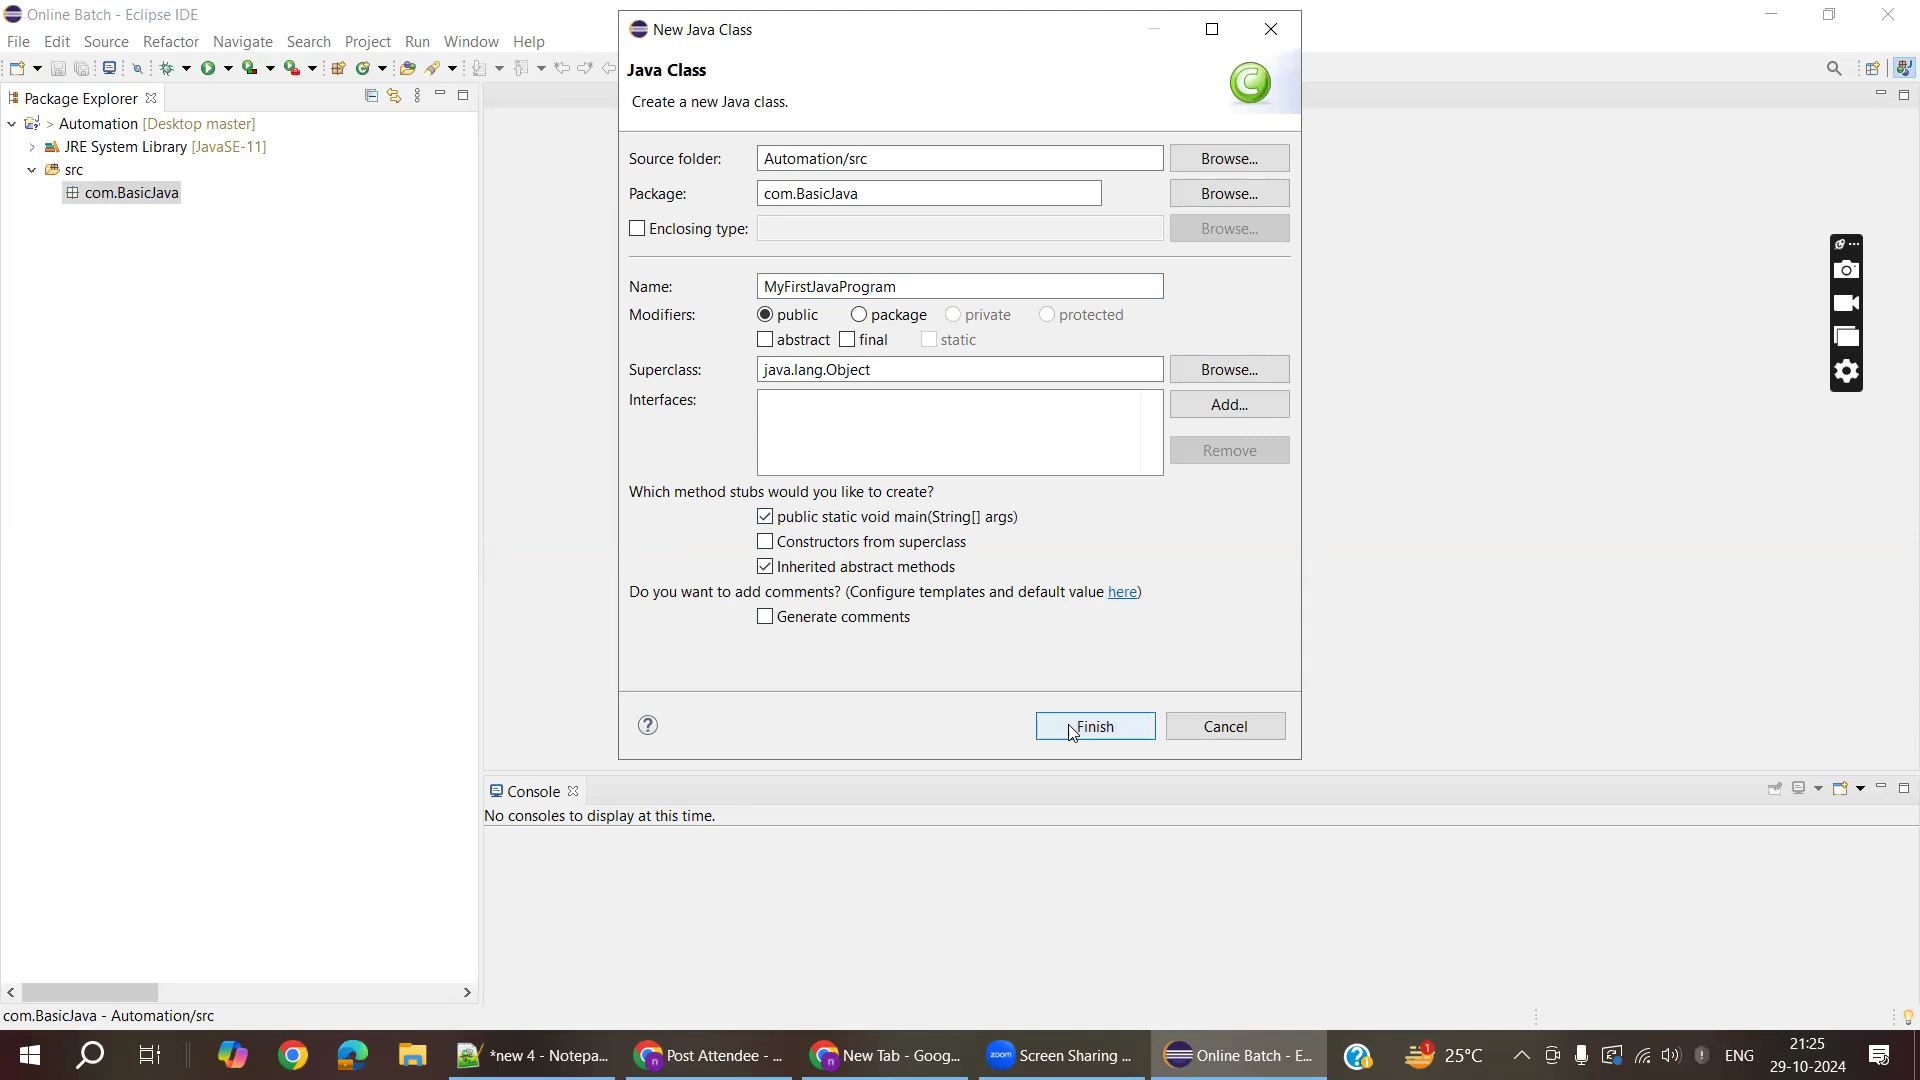 Online Batch - Eclipse IDE
File Edit Source Refactor Navigate Search Project Run Window Help
Package Explorer
> Automation [Desktop master]
JRE System Library [JavaSE-11]
src
com.BasicJava
New Java Class
Java Class
Create a new Java class.
Source folder: Automation/src Browse...
Package: com.BasicJava Browse...
Enclosing type: Browse...
Name: MyFirstJavaProgram
Modifiers: public package private protected
abstract final static
Superclass: java.lang.Object Browse...
Interfaces: Add...
Remove
Which method stubs would you like to create?
public static void main(String[] args)
Constructors from superclass
Inherited abstract methods
Do you want to add comments? (Configure templates and default value here)
Generate comments
? Finish Cancel
Console
No consoles to display at this time.
com.BasicJava - Automation/src
*new 4 - Notepa... Post Attendee - ... New Tab - Goog... zoom Screen Sharing ... Online Batch - E... 1 25°C ENG 21:25
29-10-2024